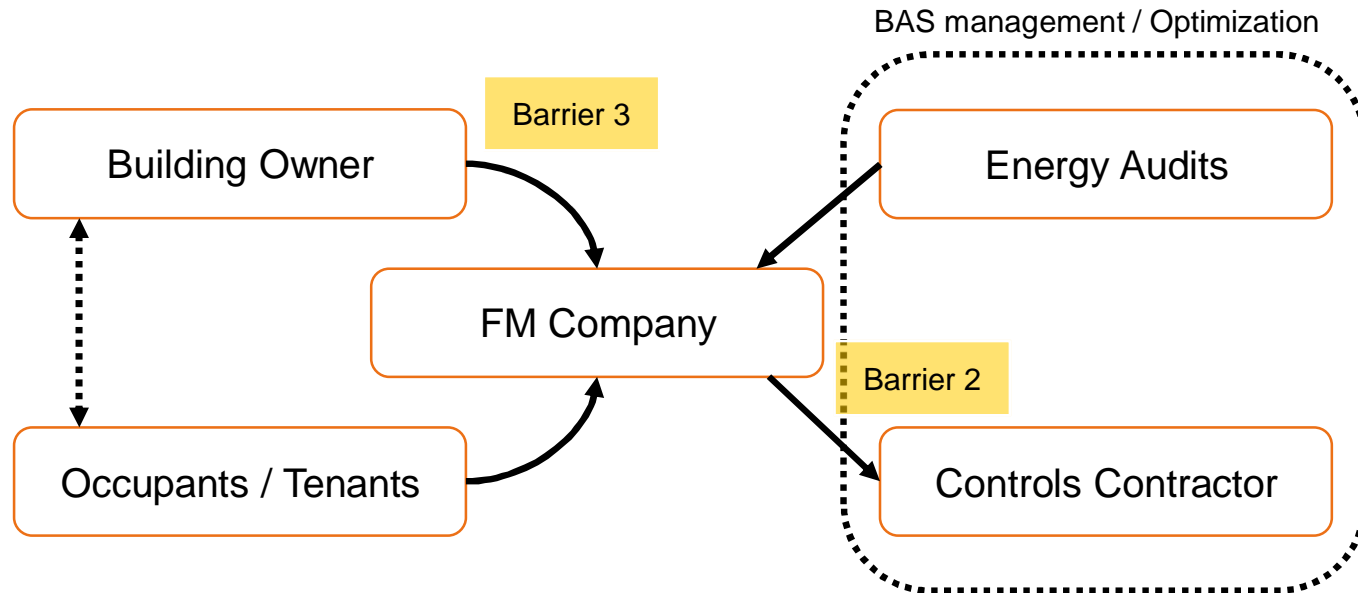 BAS management / Optimization
Barrier 3
Building Owner
Energy Audits
FM Company
Barrier 2
Occupants / Tenants
Controls Contractor